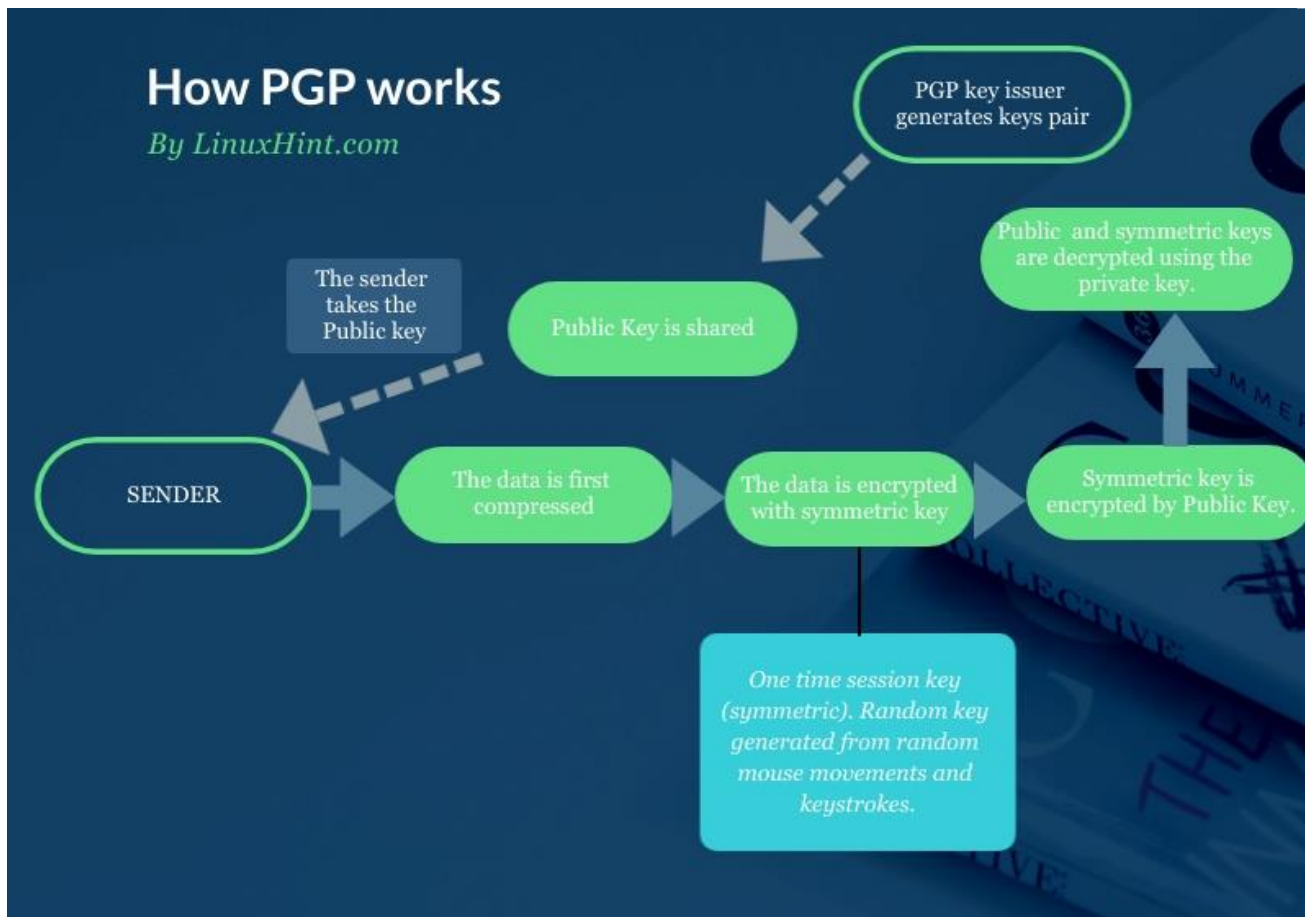 How PGP works
By LinuxHint.com
PGP key issuer
generates keys pair
Public and symmetric keys
are decrypted using the
private key.
The sender
takes the
Public key
Public Key is shared
SENDER
The data is first
compressed
The data is encrypted
with symmetric key
Symmetric key is
encrypted by Public Key.
One time session key
(symmetric). Random key
generated from random
mouse movements and
keystrokes.
COLLECTIVE
THE